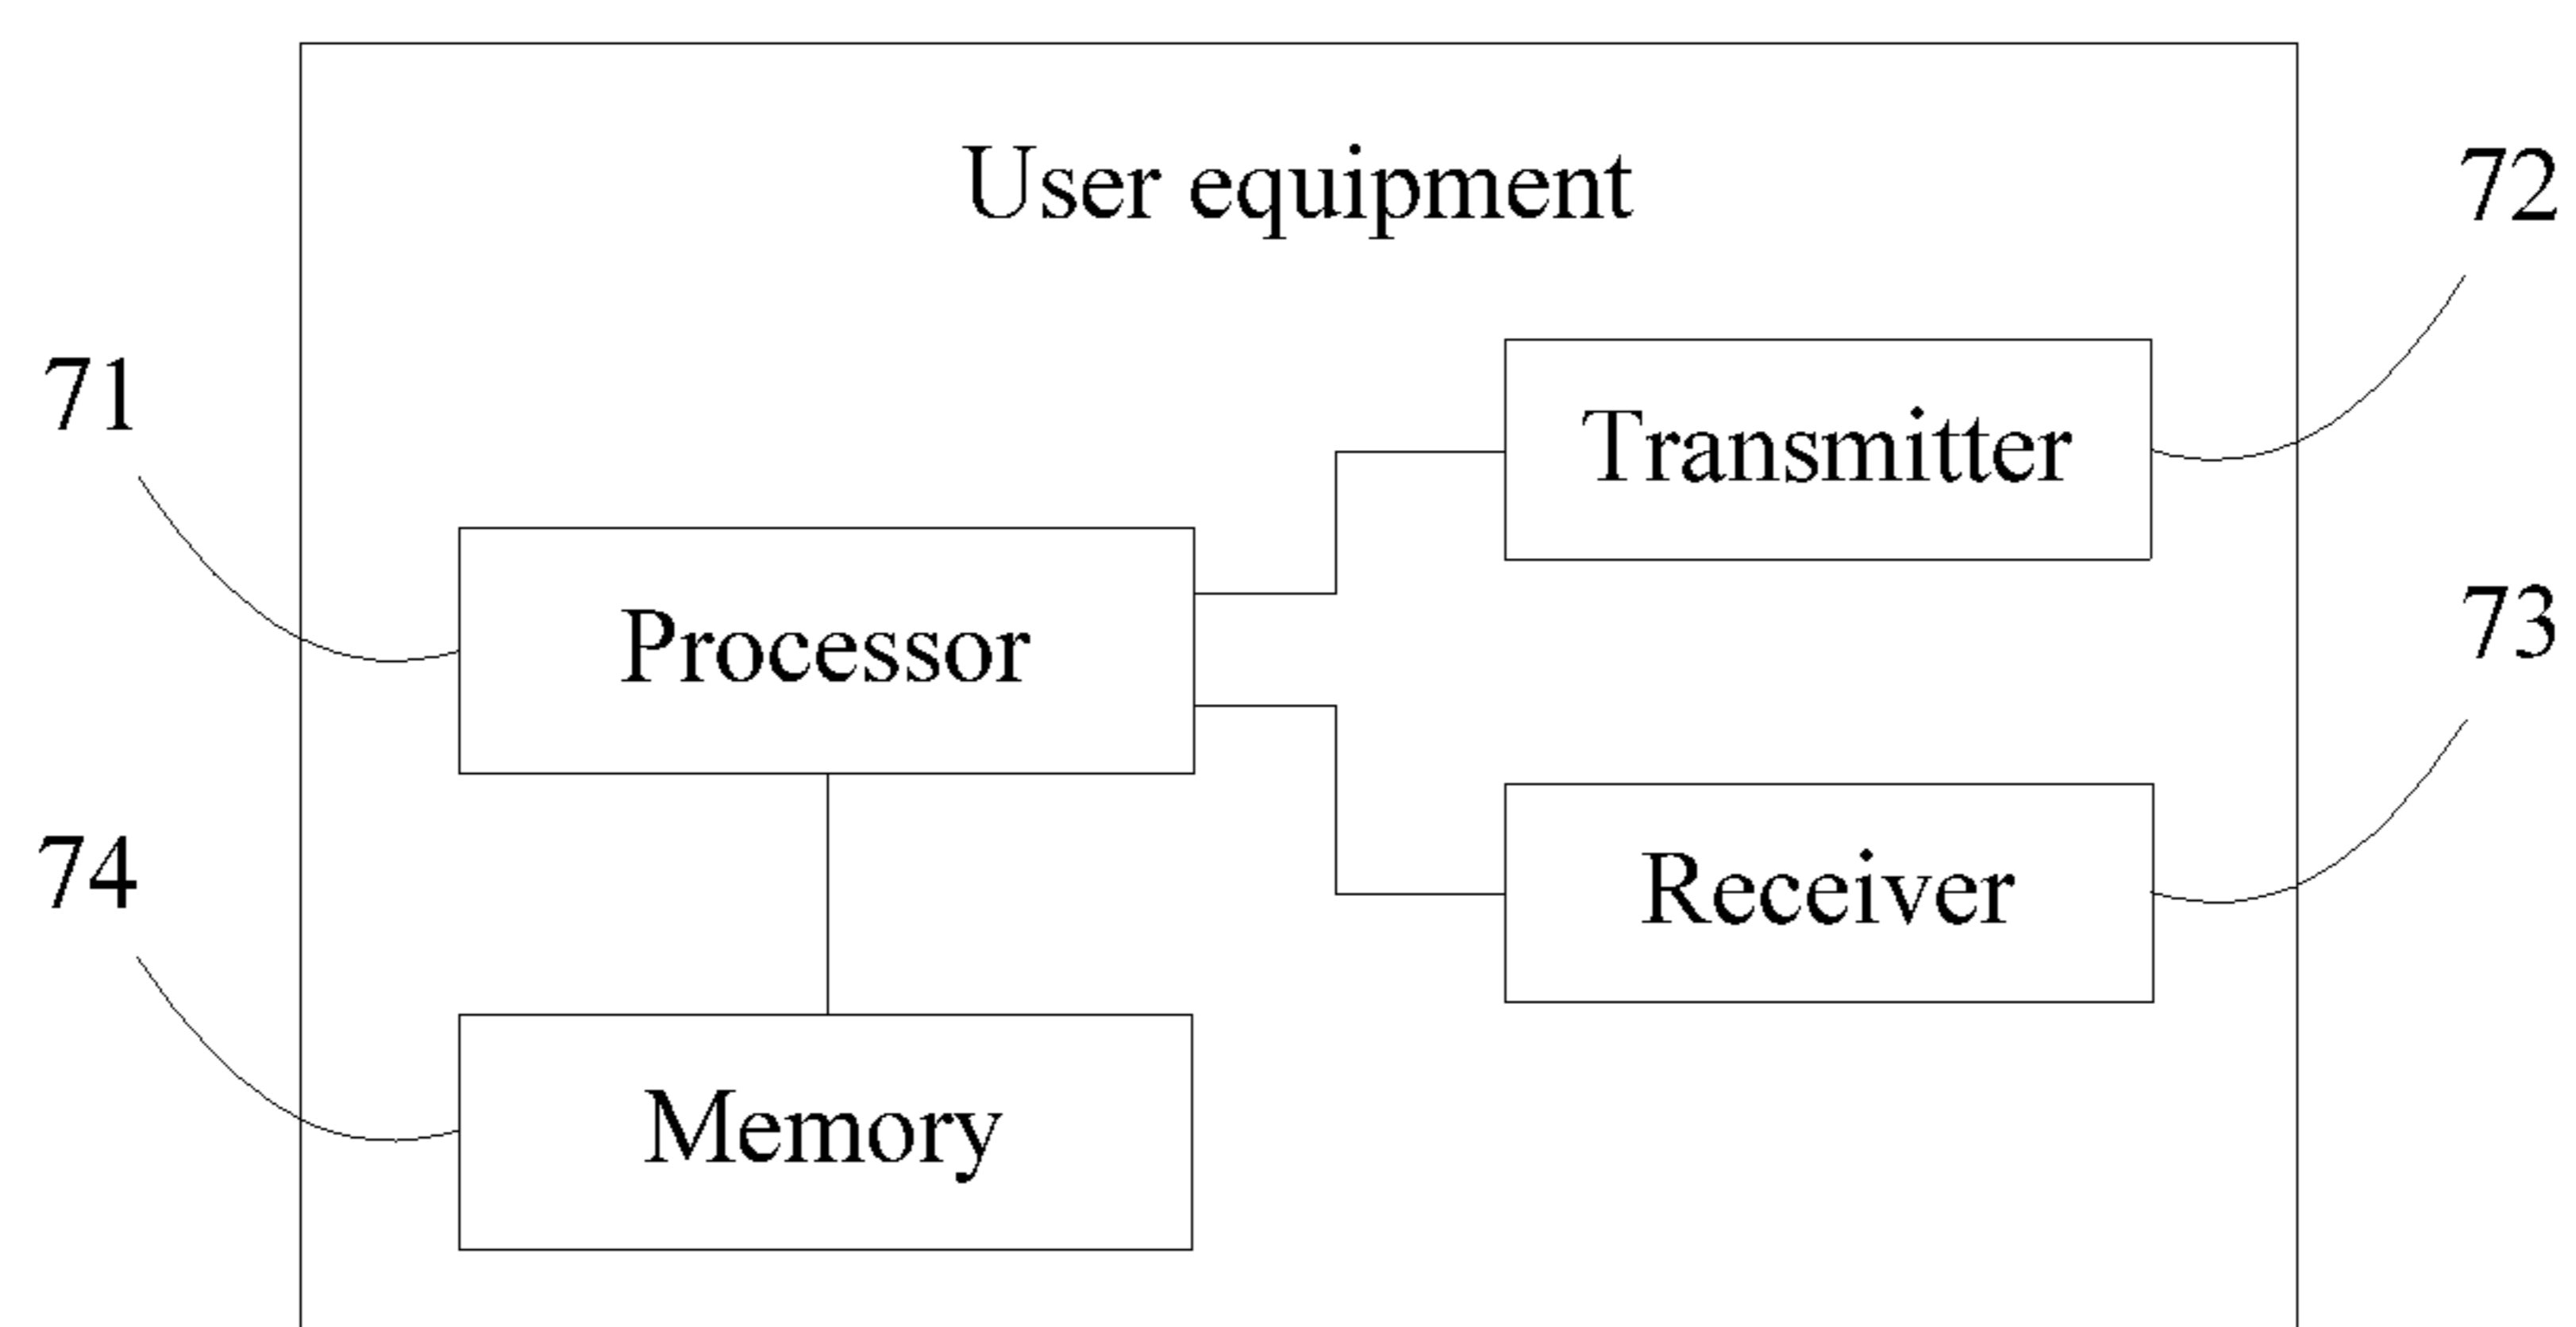 User equipment
72
71
Transmitter
73
Processor
74
Receiver
Memory